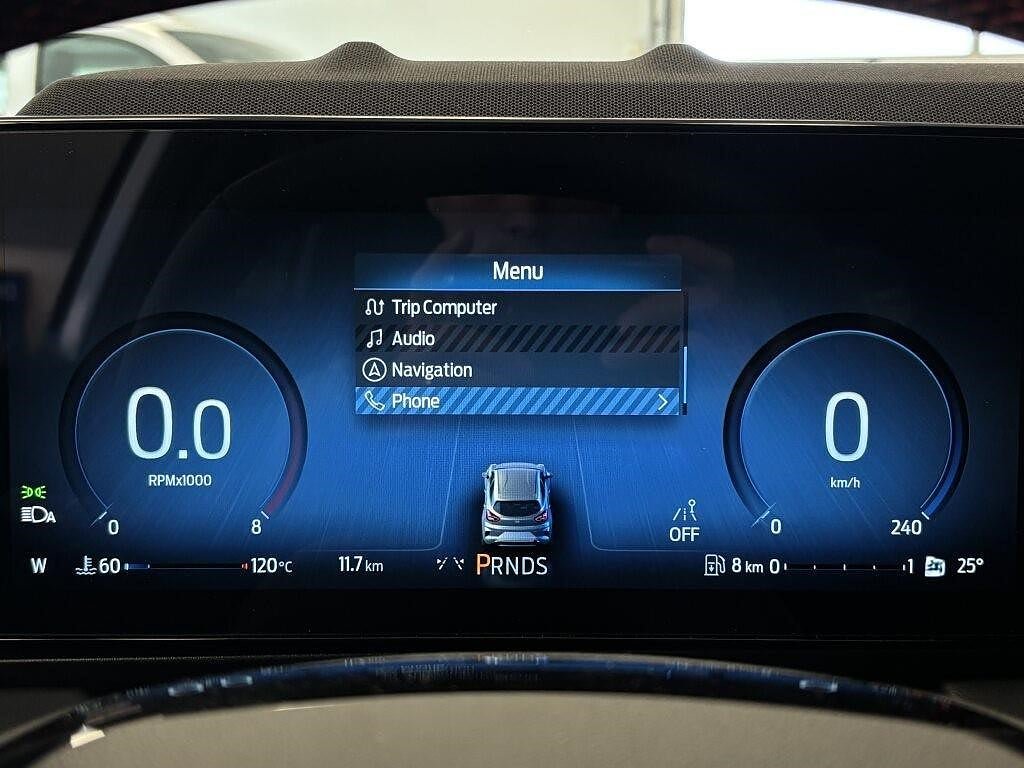 Menu
Trip Computer
Audio
Navigation
Phone
0.0
RPMx1000
0 8
0
km/h
0 240
A
OFF
W 60 120°C 11.7 km PRNDS 8 km 0 1 25°